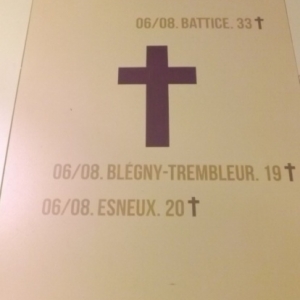 06/08. BATTICE. 33✝
06/08. BLÉGNY-TREMBLEUR. 19✝
06/08. ESNEUX. 20✝